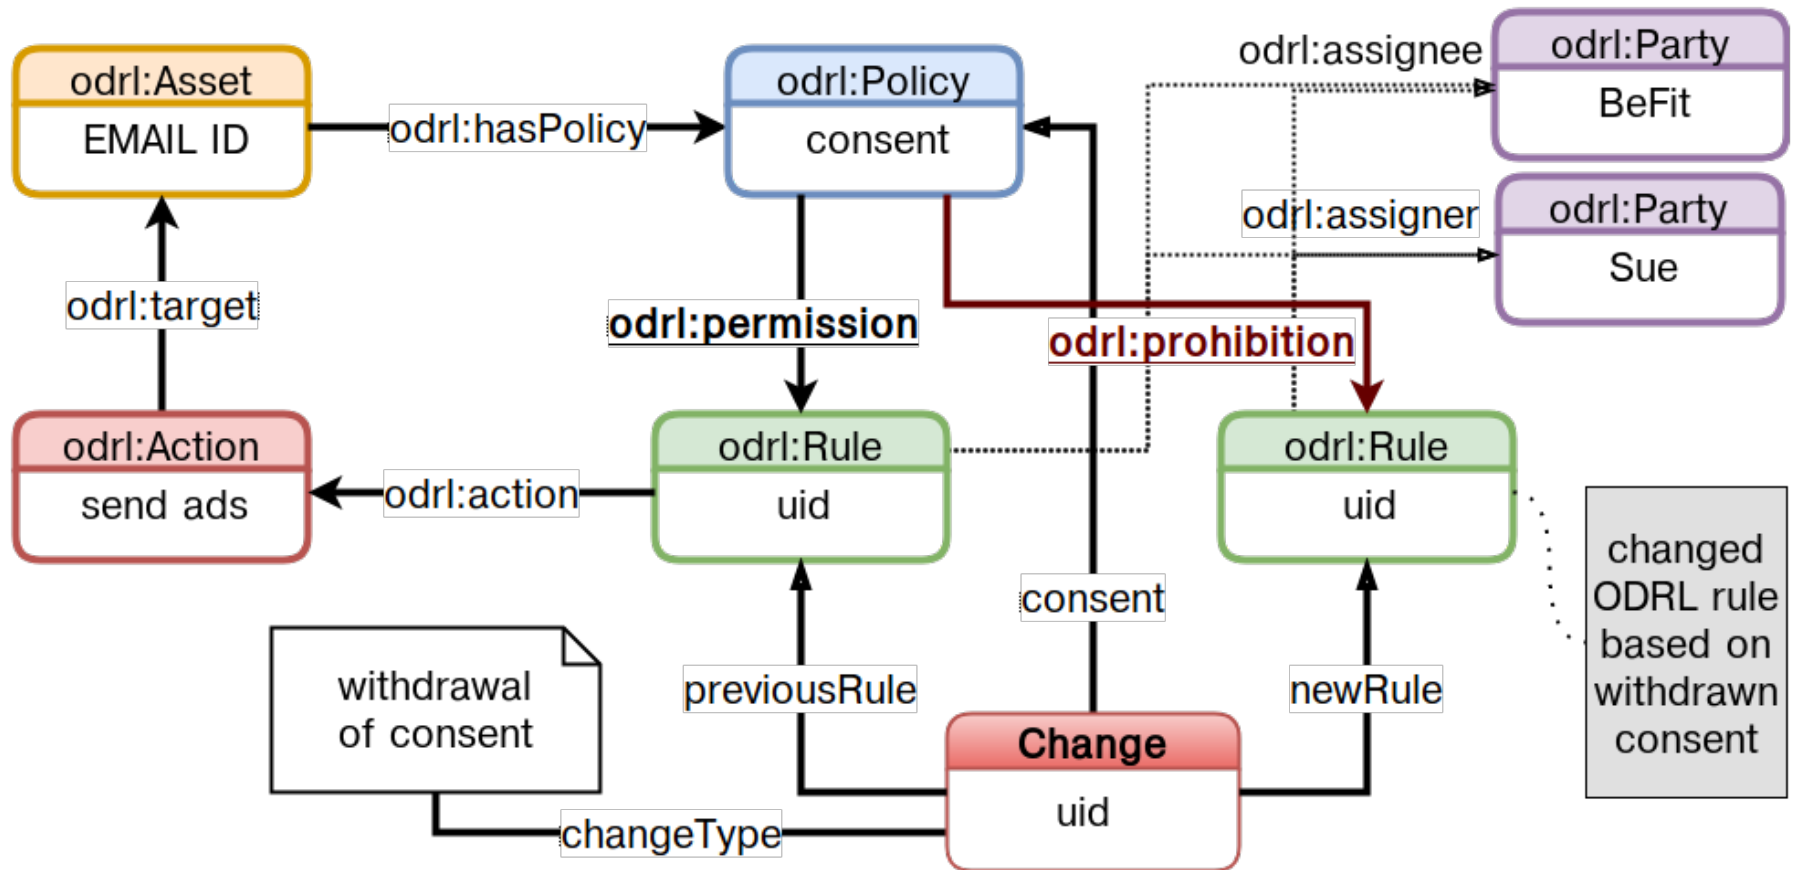 odrl:Asset
EMAIL ID
odrl:hasPolicy
odrl:Policy
consent
odrl:assignee
odrl:Party
BeFit
odrl:assigner
odrl:Party
Sue
odrl:target
odrl:permission
odrl:prohibition
odrl:Action
send ads
odrl:action
odrl:Rule
uid
odrl:Rule
uid
changed
ODRL rule
based on
withdrawn
consent
consent
withdrawal
of consent
previousRule
newRule
Change
uid
changeType